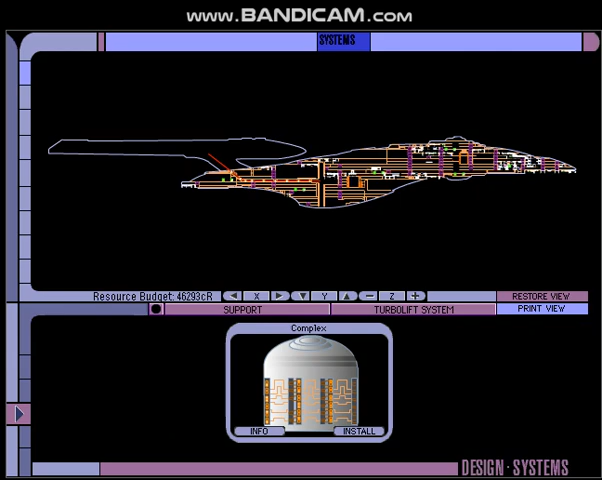 www.BANDICAM.com
SYSTEMS
Resource Budget: 46293cR X Y Z RESTORE VIEW
SUPPORT TURBOLIFT SYSTEM PRINT VIEW
Complex
INFO INSTALL
DESIGN·SYSTEMS